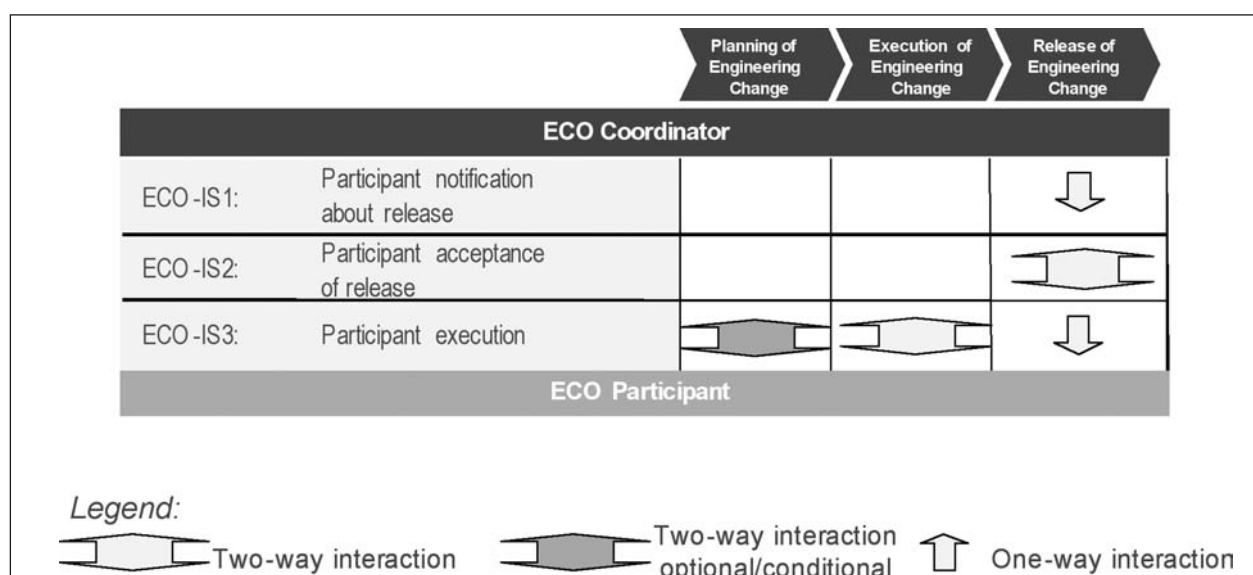 Planning of
Engineering
Change
Execution of
Engineering
Change
Release of
Engineering
Change
ECO Coordinator
ECO-IS1: Participant notification
about release
ECO-IS2: Participant acceptance
of release
ECO-IS3: Participant execution
ECO Participant
Legend:
Two-way interaction
Two-way interaction
optional/conditional
One-way interaction